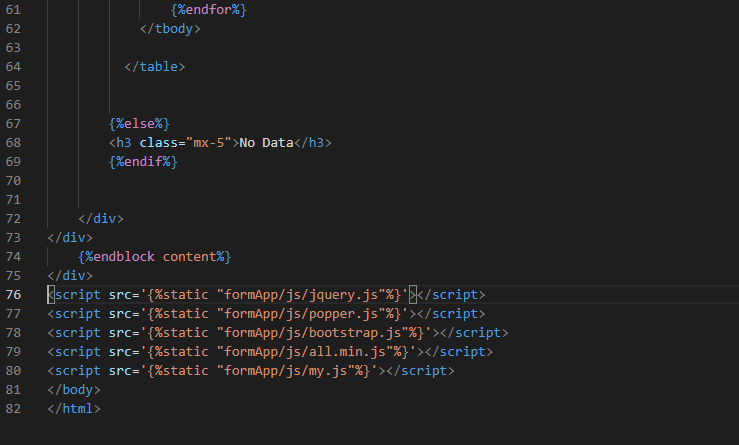 61 {%endfor%}
62 </tbody>
63
64 </table>
65
66
67 {%else%}
68 <h3 class="mx-5">No Data</h3>
69 {%endif%}
70
71
72 </div>
73 </div>
74 {%endblock content%}
75 </div>
76 <script src='{%static "formApp/js/jquery.js"%}'></script>
77 <script src='{%static "formApp/js/popper.js"%}'></script>
78 <script src='{%static "formApp/js/bootstrap.js"%}'></script>
79 <script src='{%static "formApp/js/all.min.js"%}'></script>
80 <script src='{%static "formApp/js/my.js"%}'></script>
81 </body>
82 </html>